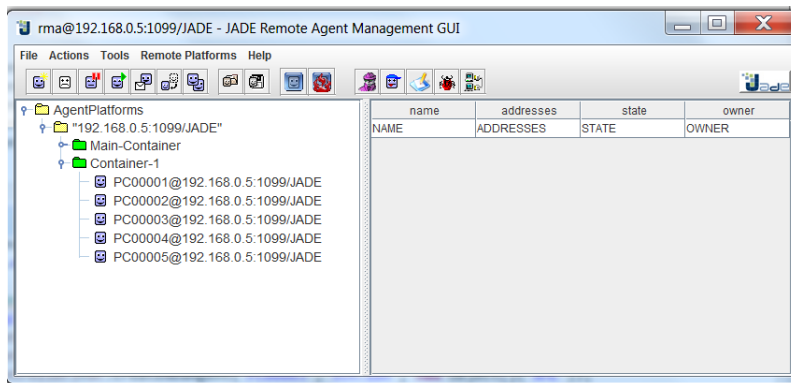 rma@192.168.0.5:1099/JADE - JADE Remote Agent Management GUI
File Actions Tools Remote Platforms Help
Jade
AgentPlatforms
"192.168.0.5:1099/JADE"
Main-Container
Container-1
PC00001@192.168.0.5:1099/JADE
PC00002@192.168.0.5:1099/JADE
PC00003@192.168.0.5:1099/JADE
PC00004@192.168.0.5:1099/JADE
PC00005@192.168.0.5:1099/JADE
name addresses state owner
NAME ADDRESSES STATE OWNER